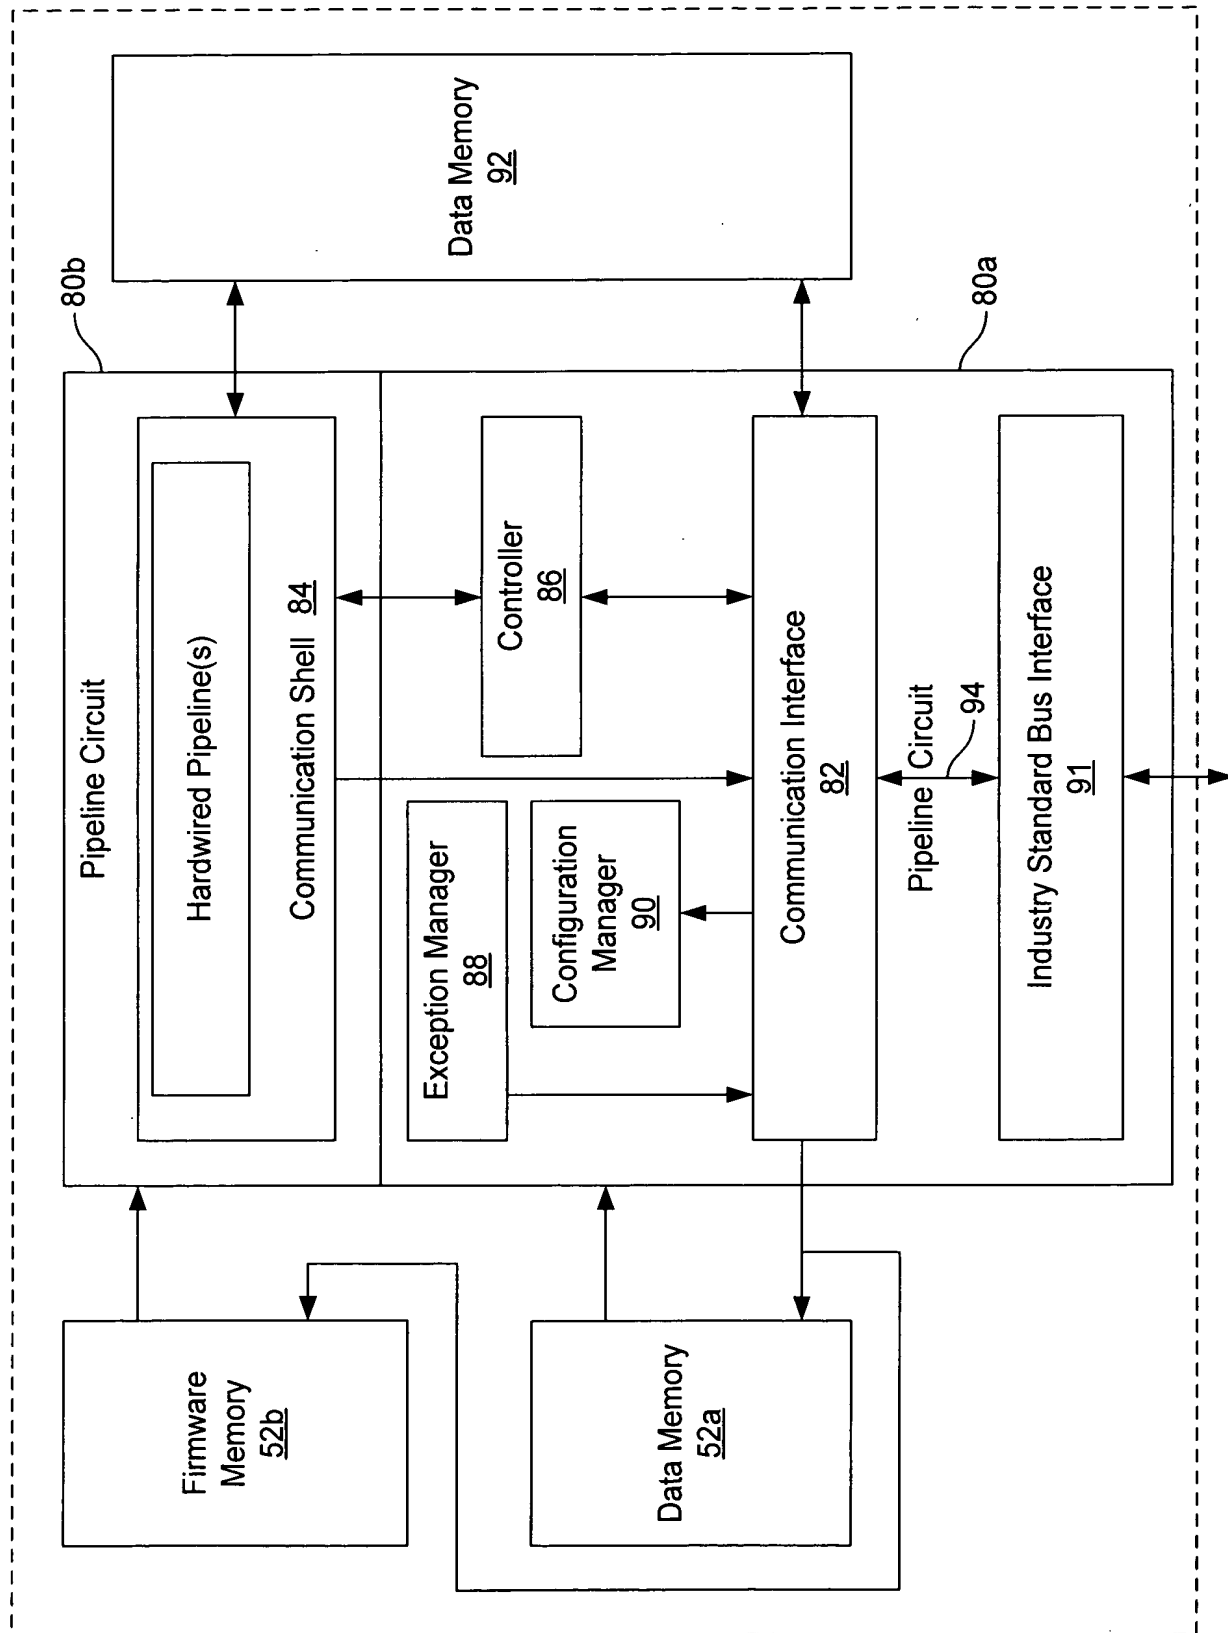 Firmware
Memory
52b
Data Memory
52a
Pipeline Circuit
80b
Hardwired Pipeline(s)
Communication Shell 84
Exception Manager
88
Configuration
Manager
90
Controller
86
Communication Interface
82
Pipeline Circuit
94
Industry Standard Bus Interface
91
80a
Data Memory
92